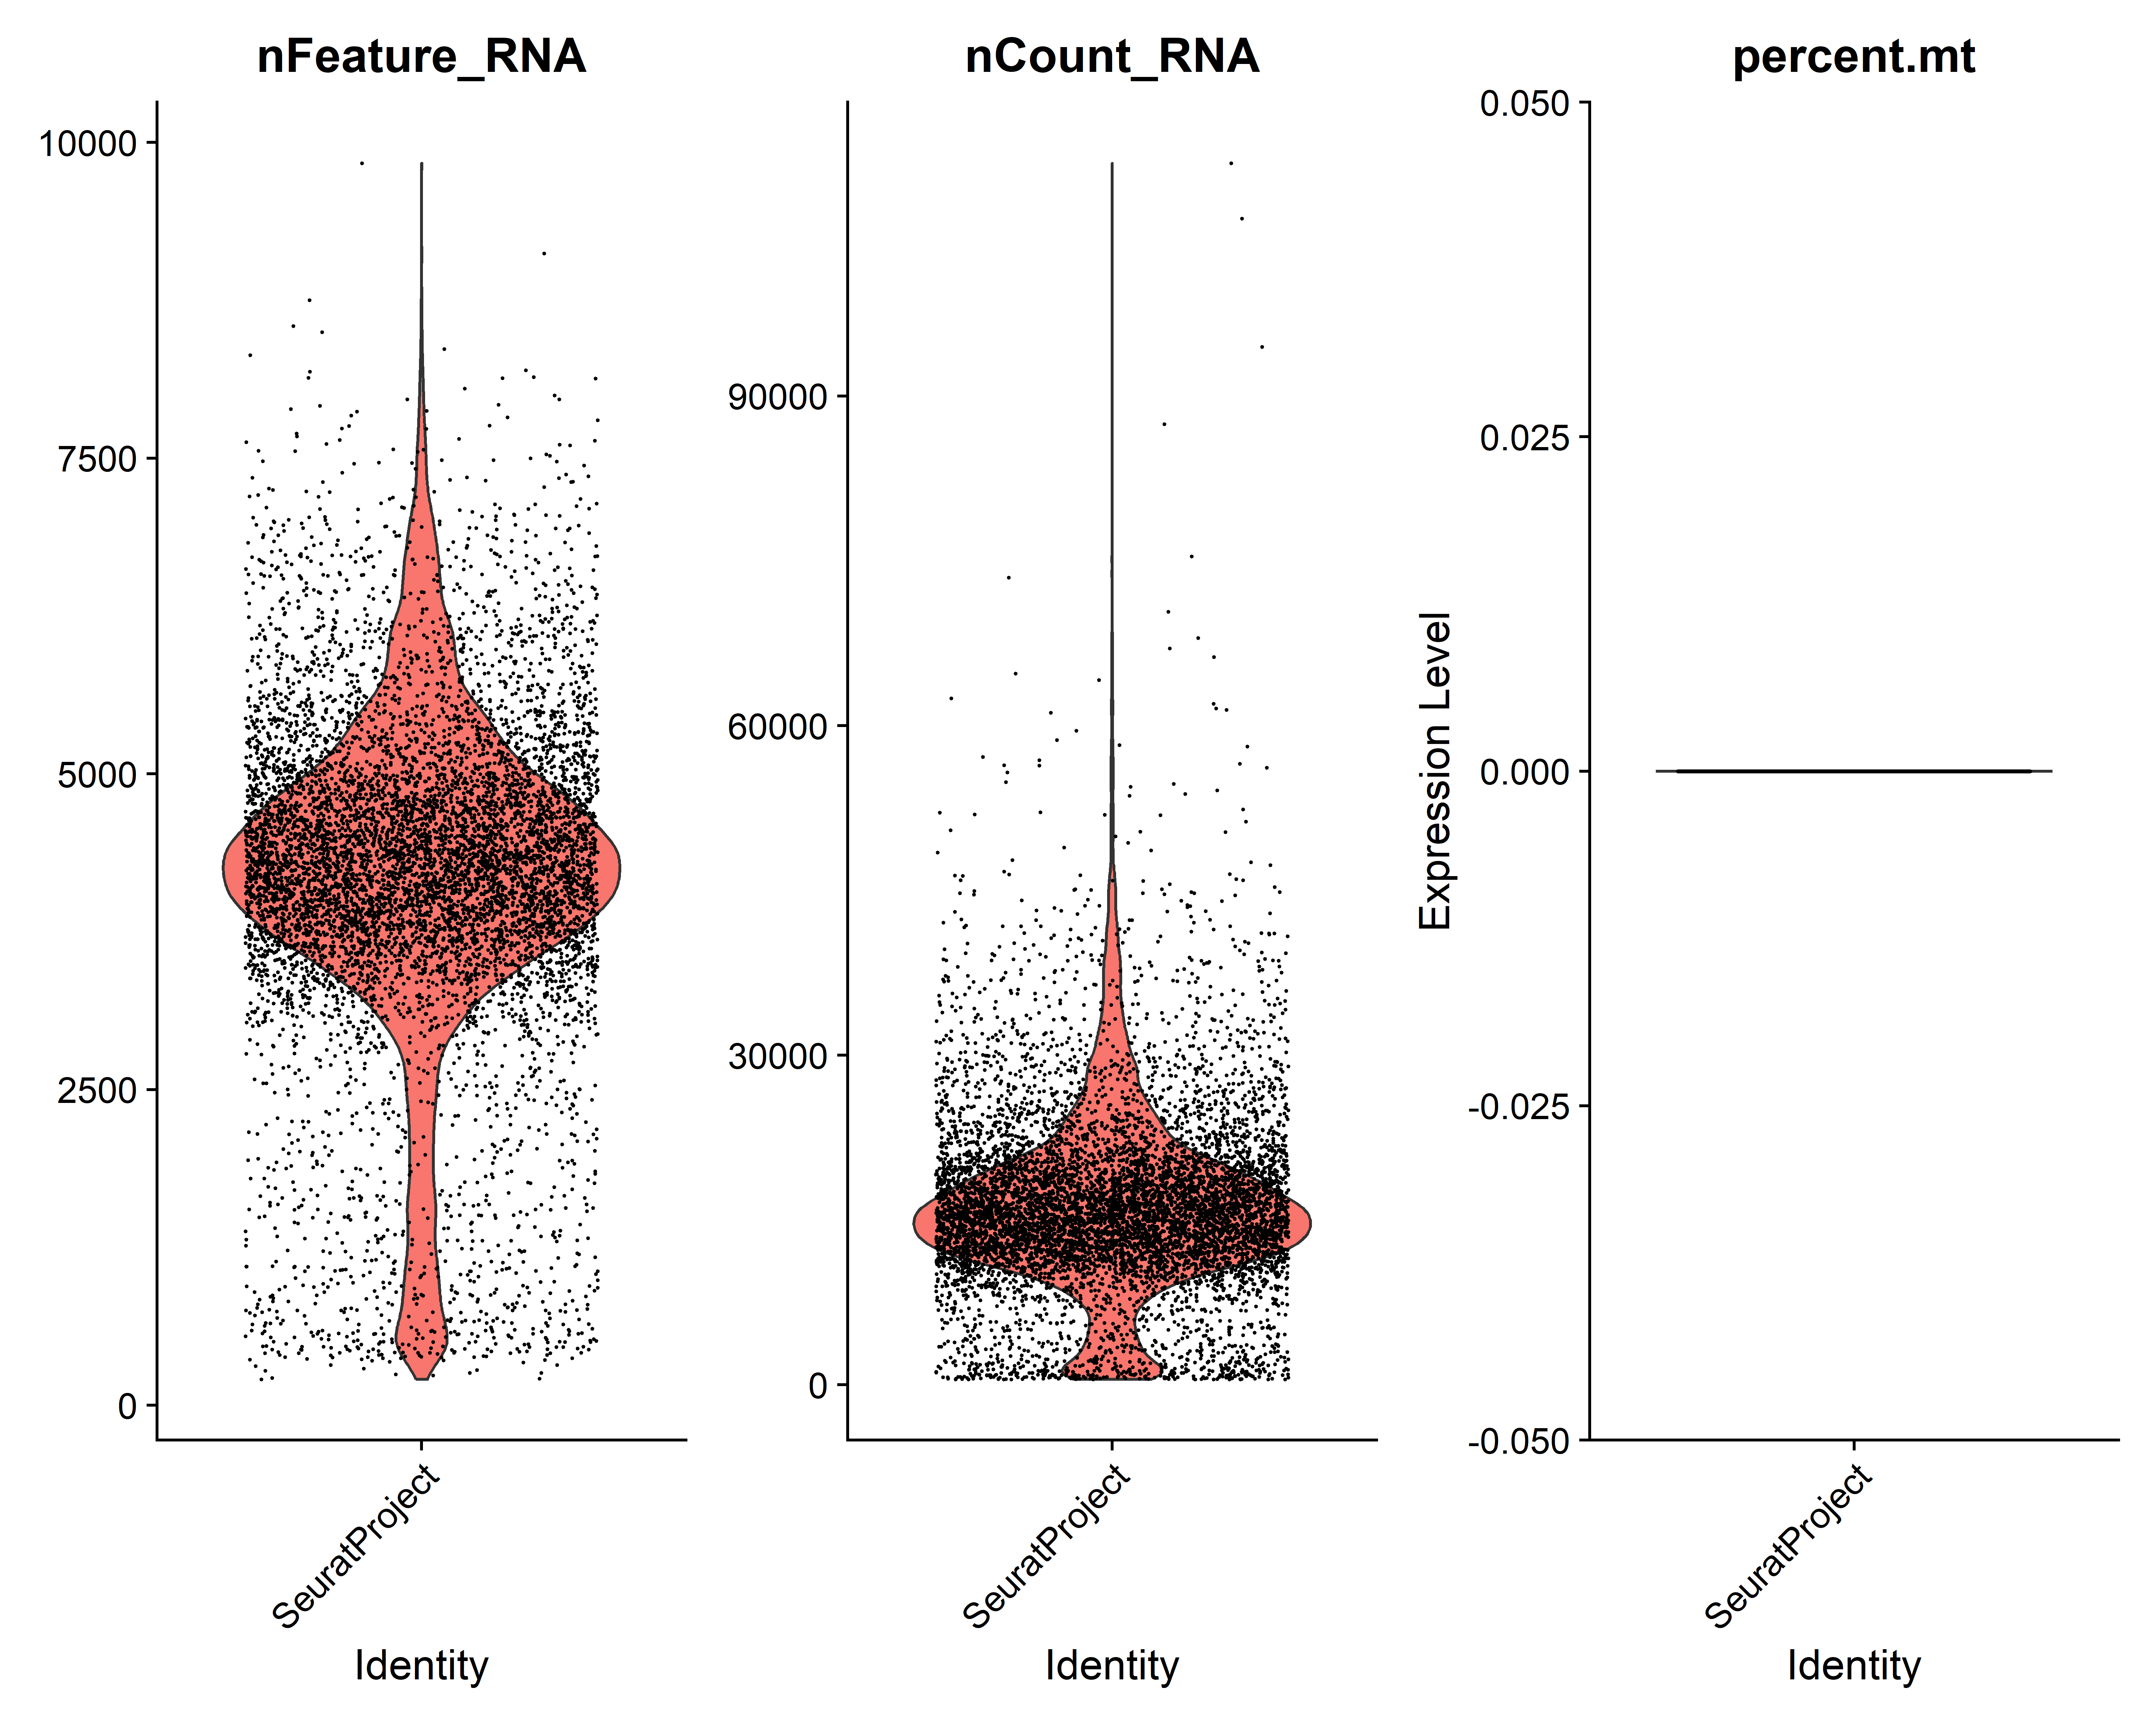 nFeature_RNA
10000
7500
5000
2500
0
SeuratProject
Identity
nCount_RNA
90000
60000
30000
0
SeuratProject
Identity
percent.mt
Expression Level
0.050
0.025
0.000
-0.025
-0.050
SeuratProject
Identity